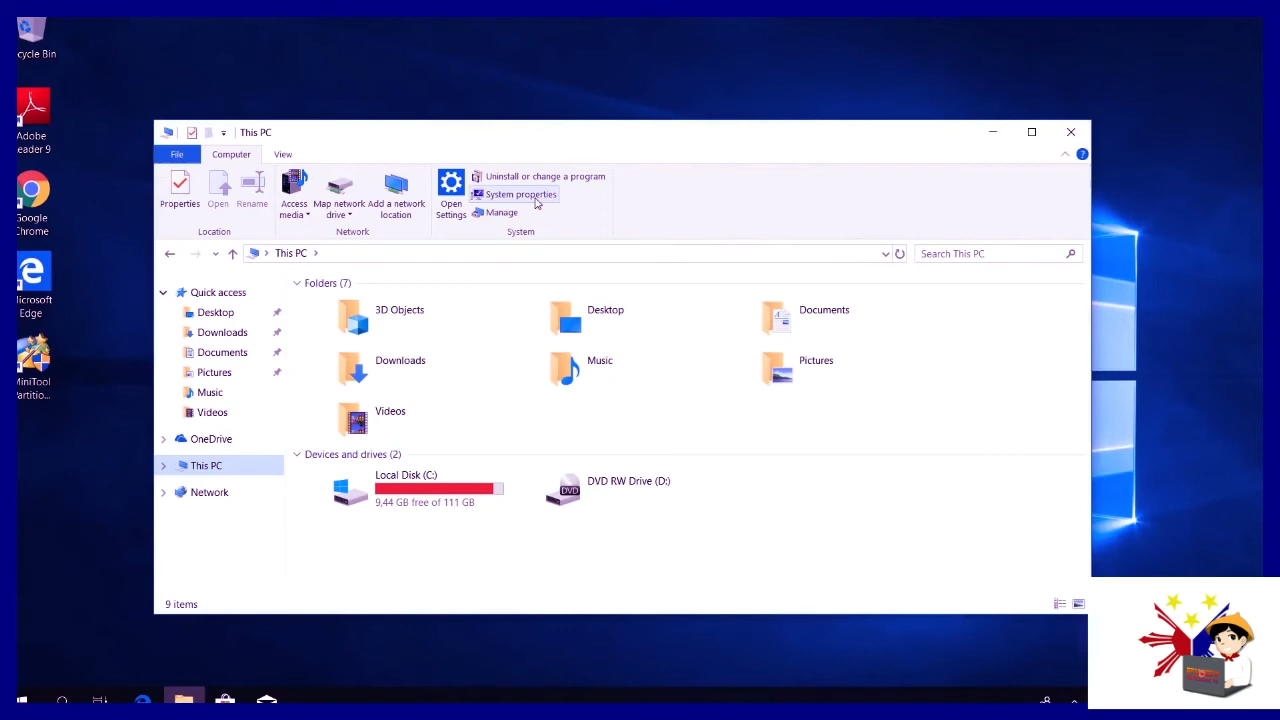 cycle Bin
Adobe
Reader 9
Google
Chrome
Microsoft
Edge
MiniTool
Partitio...
This PC
File
Computer
View
Properties
Open
Rename
Access
media
Map network
drive
Add a network
location
Open
Settings
Uninstall or change a program
System properties
Manage
Location
Network
System
This PC
Search This PC
Quick access
Desktop
Downloads
Documents
Pictures
Music
Videos
OneDrive
This PC
Network
Folders (7)
3D Objects
Desktop
Documents
Downloads
Music
Pictures
Videos
Devices and drives (2)
Local Disk (C:)
9,44 GB free of 111 GB
DVD
DVD RW Drive (D:)
9 items